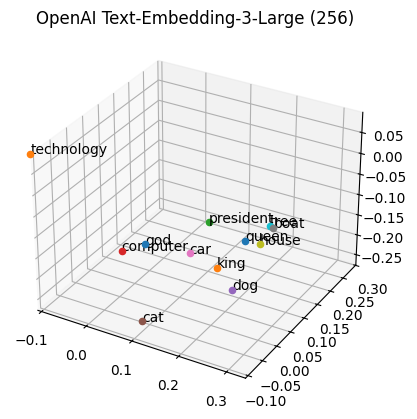 OpenAI Text-Embedding-3-Large (256)
technology
president
tree
boat
god
queen
house
computer
car
king
dog
cat
0.05
0.00
−0.05
−0.10
−0.15
−0.20
−0.25
−0.1
0.0
0.1
0.2
0.3
−0.10
−0.05
0.00
0.05
0.10
0.15
0.20
0.25
0.30